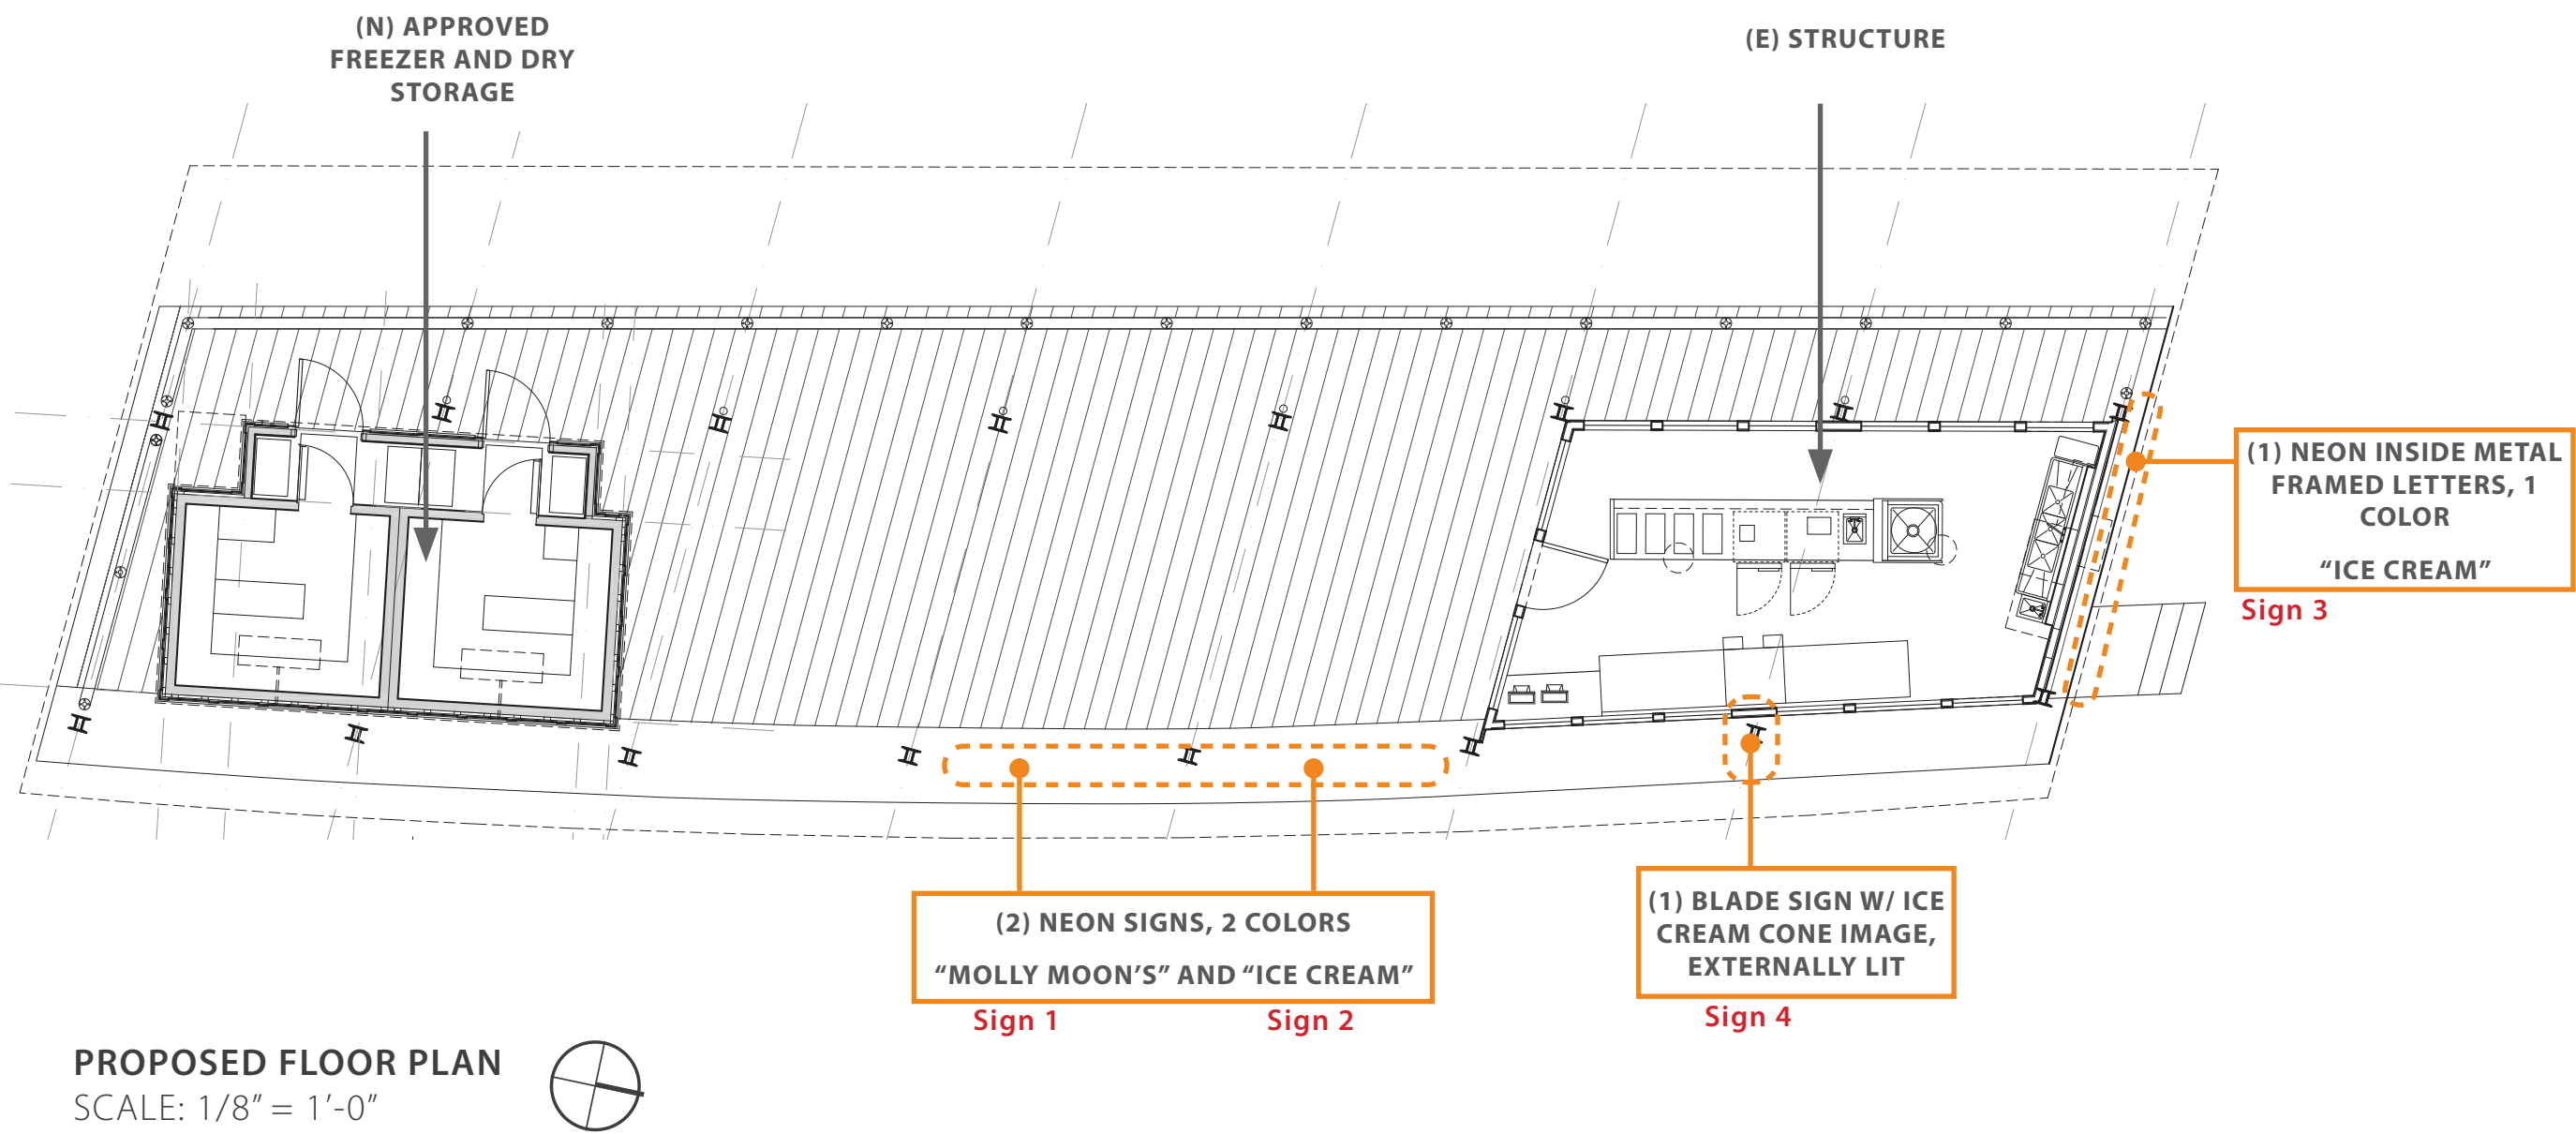 (N) APPROVED
FREEZER AND DRY
STORAGE
(E) STRUCTURE
(1) NEON INSIDE METAL
FRAMED LETTERS, 1
COLOR
“ICE CREAM”
Sign 3
(2) NEON SIGNS, 2 COLORS
“MOLLY MOON’S” AND “ICE CREAM”
Sign 1 Sign 2
(1) BLADE SIGN W/ ICE
CREAM CONE IMAGE,
EXTERNALLY LIT
Sign 4
PROPOSED FLOOR PLAN
SCALE: 1/8” = 1’-0”